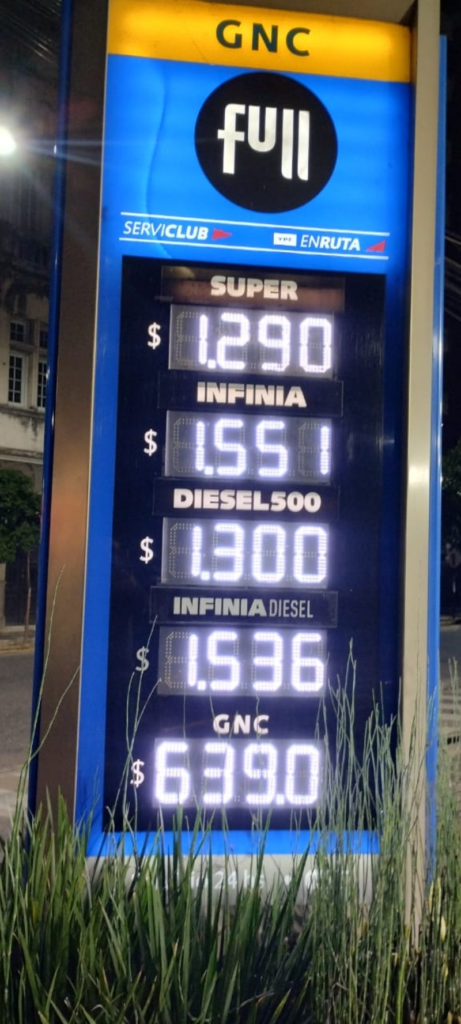 GNC
full
SERVICLUB YPF ENRUTA
SUPER
$ 1.290
INFINIA
$ 1.551
DIESEL500
$ 1.300
INFINIA DIESEL
$ 1.536
GNC
$ 639.0